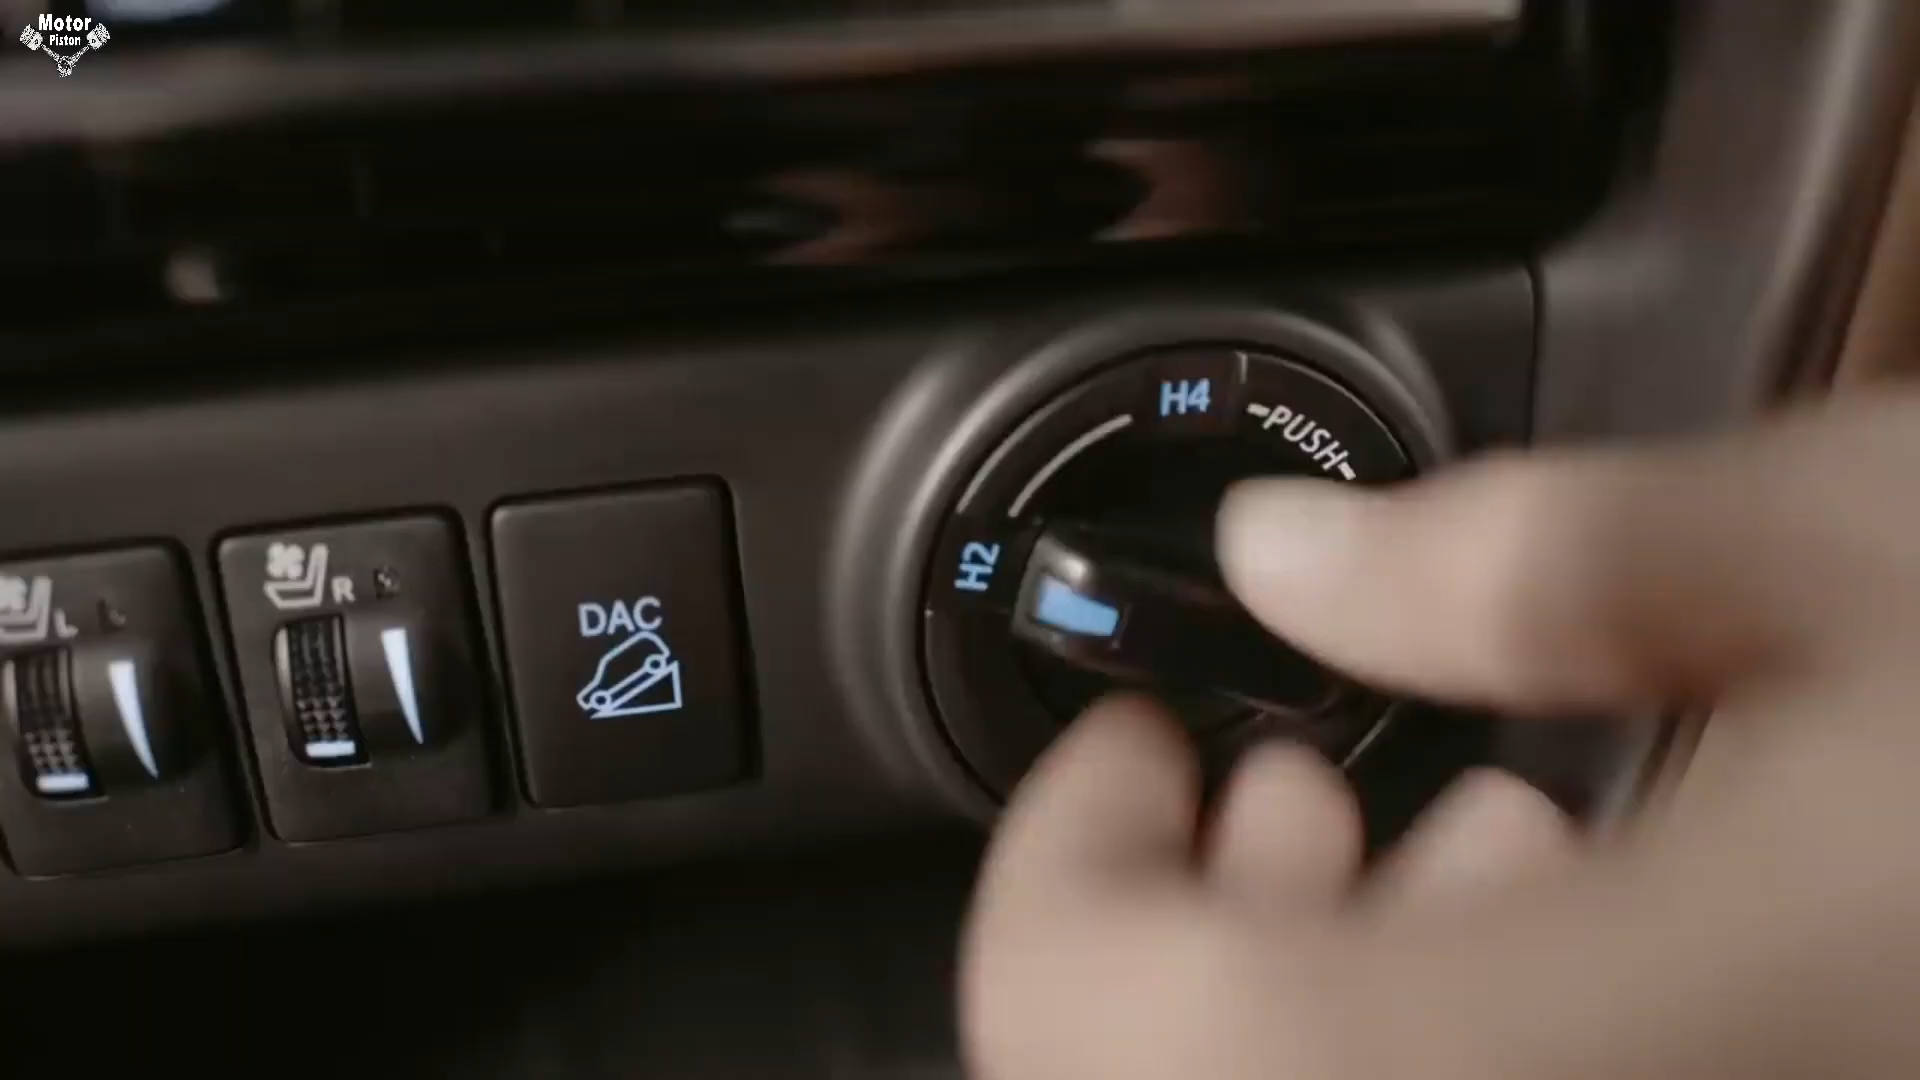 Motor
Piston
H4
-PUSH-
H2
DAC
R
L